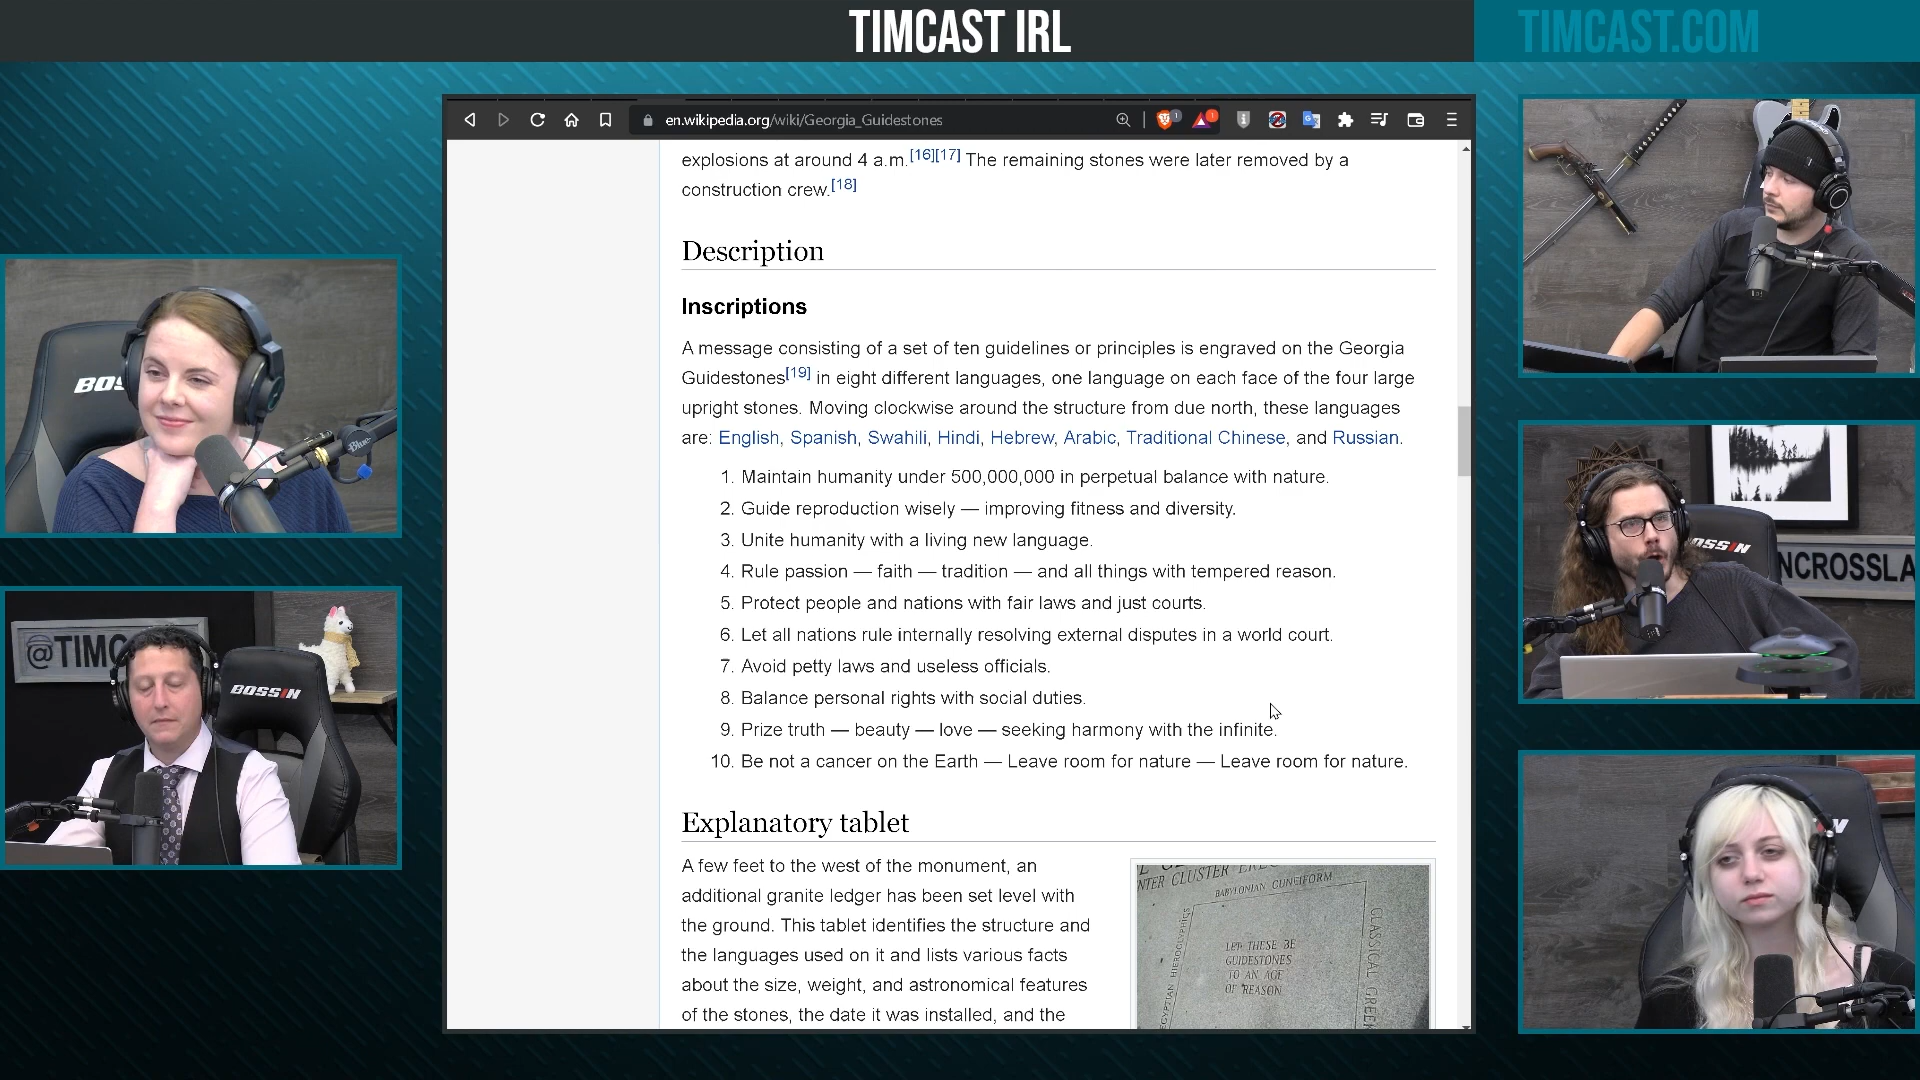 TIMCAST IRL
TIMCAST.COM
en.wikipedia.org/wiki/Georgia_Guidestones
explosions at around 4 a.m.[16][17] The remaining stones were later removed by a
construction crew.[18]
Description
Inscriptions
A message consisting of a set of ten guidelines or principles is engraved on the Georgia
Guidestones[19] in eight different languages, one language on each face of the four large
upright stones. Moving clockwise around the structure from due north, these languages
are: English, Spanish, Swahili, Hindi, Hebrew, Arabic, Traditional Chinese, and Russian.
1. Maintain humanity under 500,000,000 in perpetual balance with nature.
2. Guide reproduction wisely — improving fitness and diversity.
3. Unite humanity with a living new language.
4. Rule passion — faith — tradition — and all things with tempered reason.
5. Protect people and nations with fair laws and just courts.
6. Let all nations rule internally resolving external disputes in a world court.
7. Avoid petty laws and useless officials.
8. Balance personal rights with social duties.
9. Prize truth — beauty — love — seeking harmony with the infinite.
10. Be not a cancer on the Earth — Leave room for nature — Leave room for nature.
Explanatory tablet
A few feet to the west of the monument, an
additional granite ledger has been set level with
the ground. This tablet identifies the structure and
the languages used on it and lists various facts
about the size, weight, and astronomical features
of the stones, the date it was installed, and the
NTER CLUSTER
BABYLONIAN CUNEIFORM
EGYPTIAN HIEROGLYPHICS
CLASSICAL GREEK
LET THESE BE
GUIDESTONES
TO AN AGE
OF REASON
BOS
Blue
@TIMC
BOSSIN
OSSIN
NCROSSLA
IN